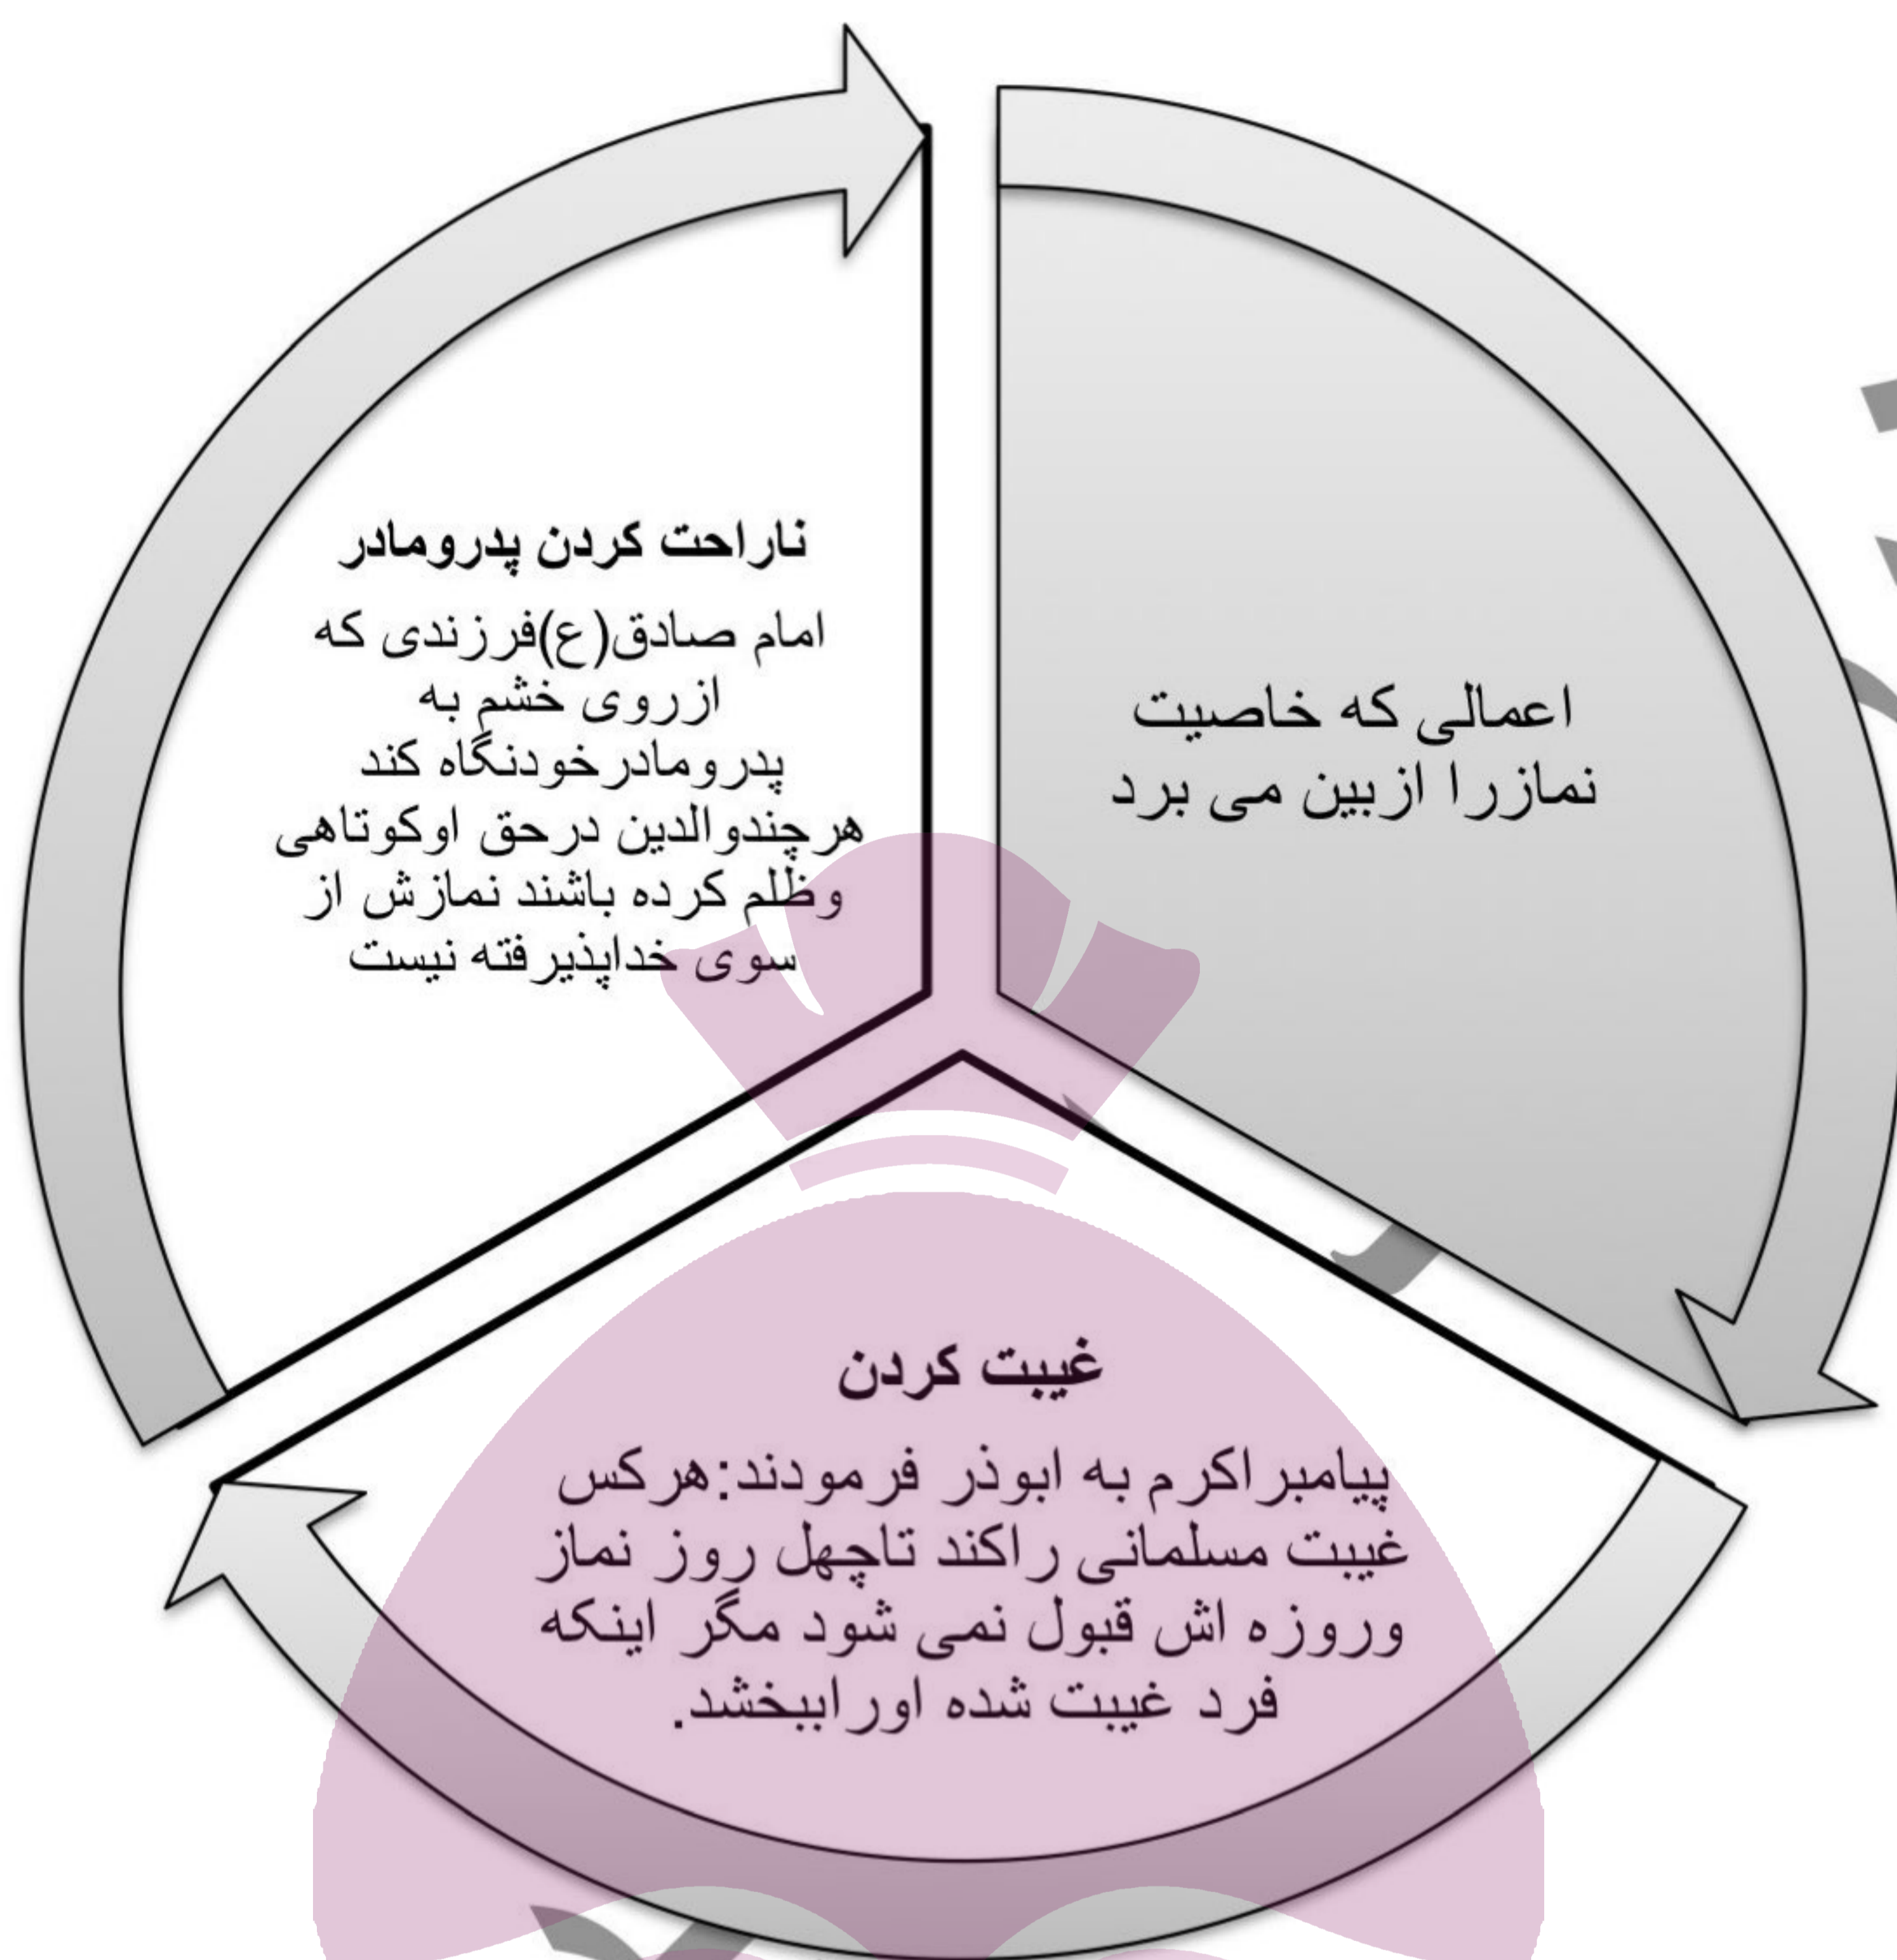 اعمالی که خاصیت
نمازرا ازبین می برد
غیبت کردن
پیامبراکرم به ابوذر فرمودند:هرکس
غیبت مسلمانی راکند تاچهل روز نماز
وروزه اش قبول نمی شود مگر اینکه
فرد غیبت شده اوراببخشد.
ناراحت کردن پدرومادر
امام صادق(ع)فرزندی که
ازروی خشم به
پدرومادرخودنگاه کند
هرچندوالدین درحق اوکوتاهی
وظلم کرده باشند نمازش از
سوی خداپذیرفته نیست